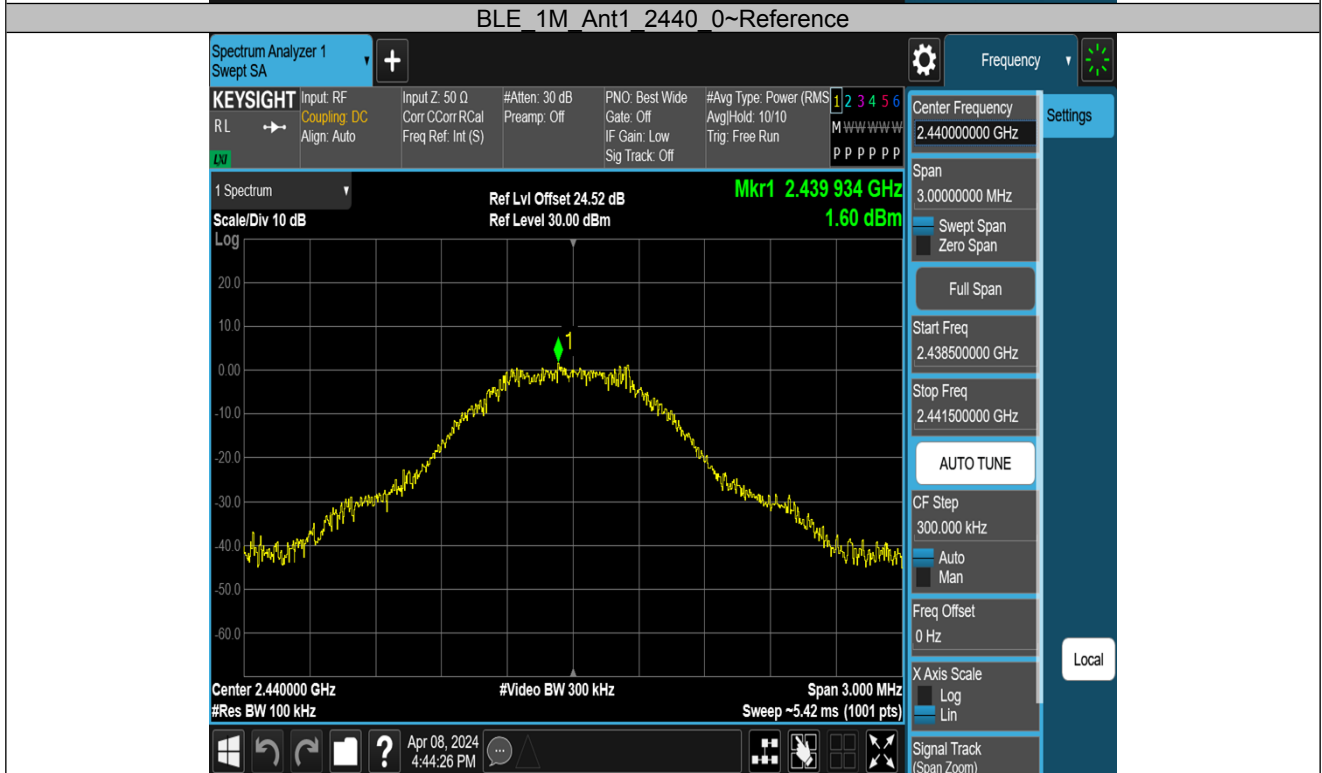 BLE_1M_Ant1_2440_0~Reference
Spectrum Analyzer 1
Swept SA
+
Frequency
KEYSIGHT
RL
LXI
Input: RF
Coupling: DC
Align: Auto
Input Z: 50 Ω
Corr CCorr RCal
Freq Ref: Int (S)
#Atten: 30 dB
Preamp: Off
PNO: Best Wide
Gate: Off
IF Gain: Low
Sig Track: Off
#Avg Type: Power (RMS
Avg|Hold: 10/10
Trig: Free Run
1 2 3 4 5 6
M W W W W W
P P P P P P
1 Spectrum
Scale/Div 10 dB
Log
Ref Lvl Offset 24.52 dB
Ref Level 30.00 dBm
Mkr1 2.439 934 GHz
1.60 dBm
20.0
10.0
0.00
-10.0
-20.0
-30.0
-40.0
-50.0
-60.0
1
Center 2.440000 GHz
#Res BW 100 kHz
#Video BW 300 kHz
Span 3.000 MHz
Sweep ~5.42 ms (1001 pts)
Apr 08, 2024
4:44:26 PM
?
Center Frequency
2.440000000 GHz
Settings
Span
3.00000000 MHz
Swept Span
Zero Span
Full Span
Start Freq
2.438500000 GHz
Stop Freq
2.441500000 GHz
AUTO TUNE
CF Step
300.000 kHz
Auto
Man
Freq Offset
0 Hz
X Axis Scale
Log
Lin
Local
Signal Track
(Span Zoom)